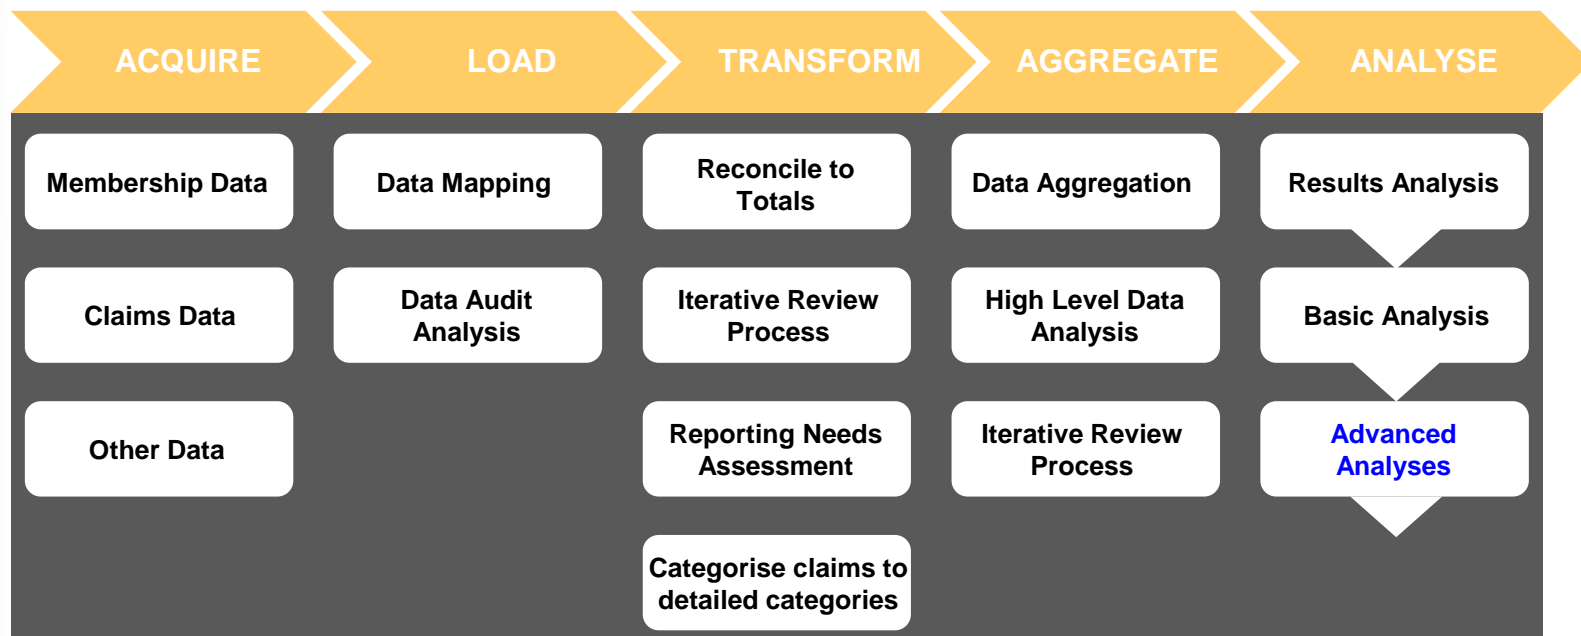 ACQUIRE
LOAD
TRANSFORM
AGGREGATE
ANALYSE
Membership Data
Data Mapping
Reconcile to
Totals
Data Aggregation
Results Analysis
Claims Data
Data Audit
Analysis
Iterative Review
Process
High Level Data
Analysis
Basic Analysis
Other Data
Reporting Needs
Assessment
Iterative Review
Process
Advanced
Analyses
Categorise claims to
detailed categories